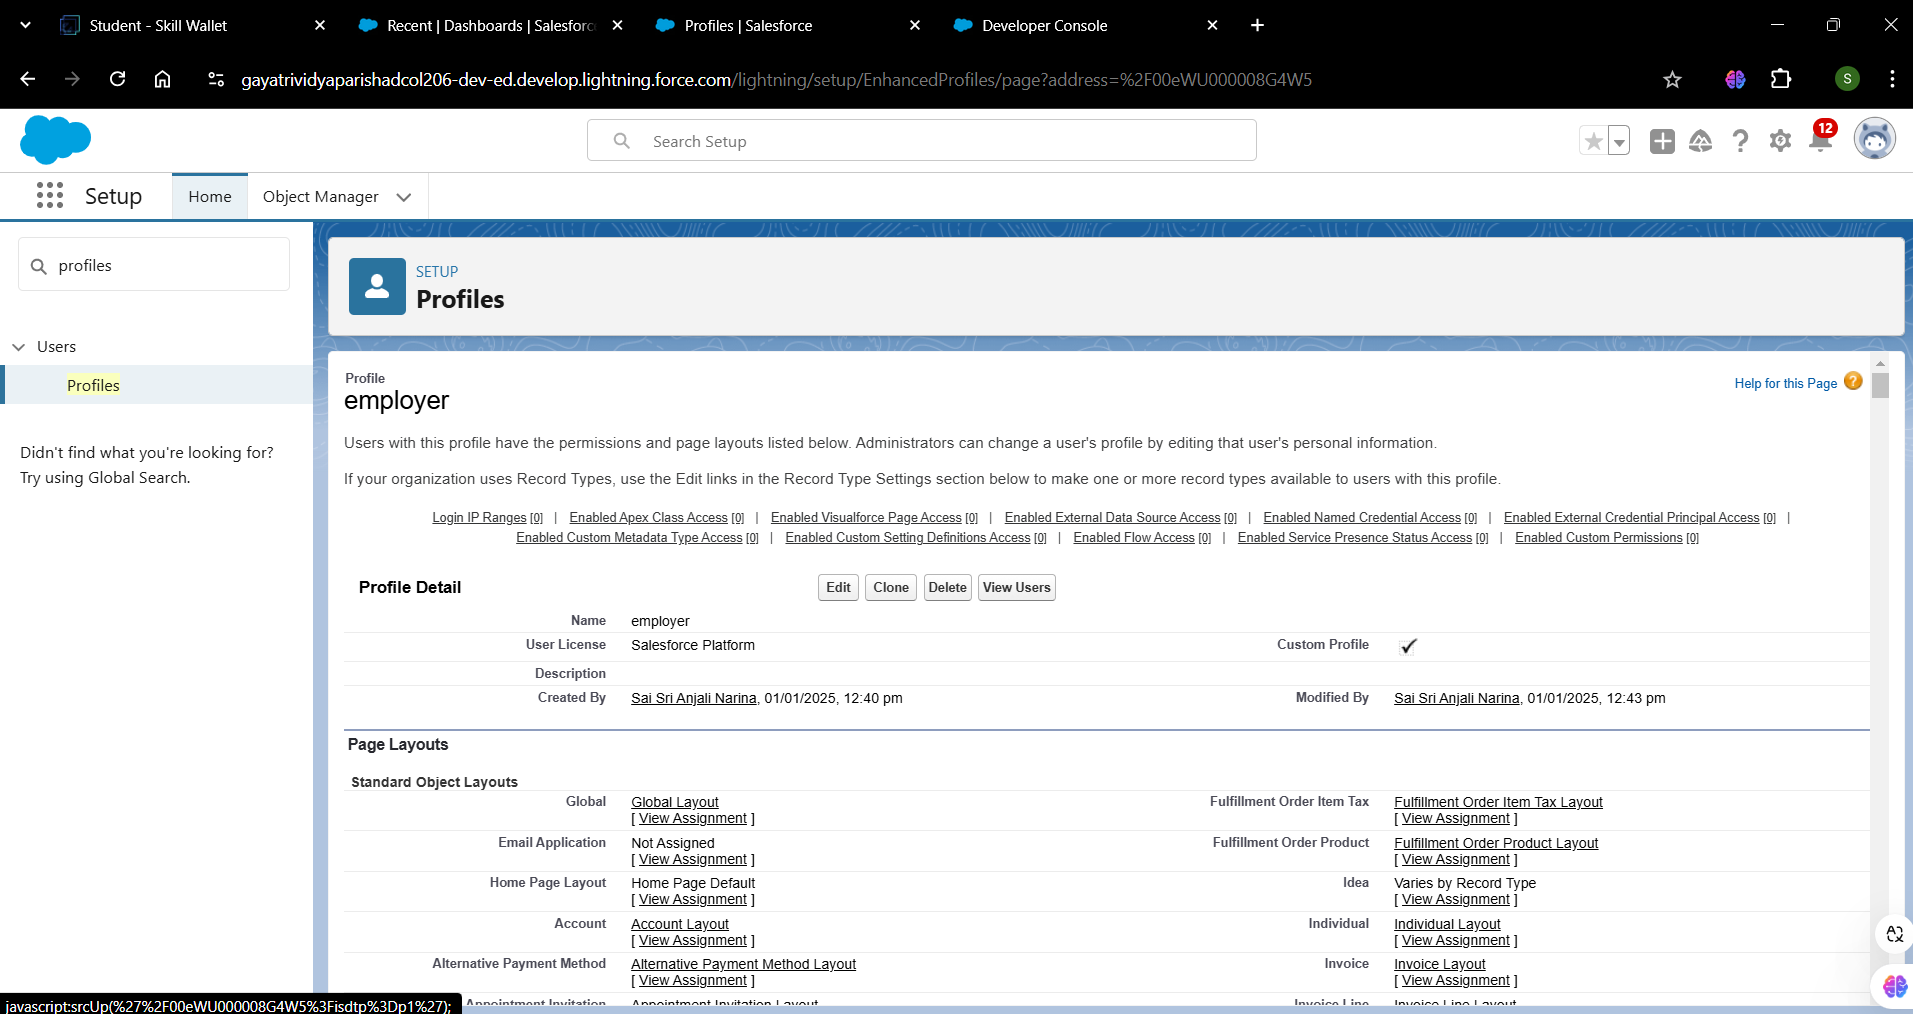 Student - Skill Wallet
Recent | Dashboards | Salesforc
Profiles | Salesforce
Developer Console
gayatrividyaparishadcol206-dev-ed.develop.lightning.force.com/lightning/setup/EnhancedProfiles/page?address=%2F00eWU000008G4W5
S
Search Setup
12
Setup
Home
Object Manager
profiles
Users
Profiles
Didn't find what you're looking for?
Try using Global Search.
SETUP
Profiles
Profile
employer
Help for this Page
Users with this profile have the permissions and page layouts listed below. Administrators can change a user's profile by editing that user's personal information.
If your organization uses Record Types, use the Edit links in the Record Type Settings section below to make one or more record types available to users with this profile.
Login IP Ranges [0] | Enabled Apex Class Access [0] | Enabled Visualforce Page Access [0] | Enabled External Data Source Access [0] | Enabled Named Credential Access [0] | Enabled External Credential Principal Access [0] |
Enabled Custom Metadata Type Access [0] | Enabled Custom Setting Definitions Access [0] | Enabled Flow Access [0] | Enabled Service Presence Status Access [0] | Enabled Custom Permissions [0]
Profile Detail
Edit Clone Delete View Users
Name employer
User License Salesforce Platform
Custom Profile
Description
Created By Sai Sri Anjali Narina, 01/01/2025, 12:40 pm
Modified By Sai Sri Anjali Narina, 01/01/2025, 12:43 pm
Page Layouts
Standard Object Layouts
Global Global Layout
[ View Assignment ]
Fulfillment Order Item Tax Fulfillment Order Item Tax Layout
[ View Assignment ]
Email Application Not Assigned
[ View Assignment ]
Fulfillment Order Product Fulfillment Order Product Layout
[ View Assignment ]
Home Page Layout Home Page Default
[ View Assignment ]
Idea Varies by Record Type
[ View Assignment ]
Account Account Layout
[ View Assignment ]
Individual Individual Layout
[ View Assignment ]
Alternative Payment Method Alternative Payment Method Layout
[ View Assignment ]
Invoice Invoice Layout
[ View Assignment ]
Appointment Invitation Appointment Invitation Layout
Invoice Line Invoice Line Layout
javascript:srcUp(%27%2F00eWU000008G4W5%3Fisdtp%3Dp1%27);